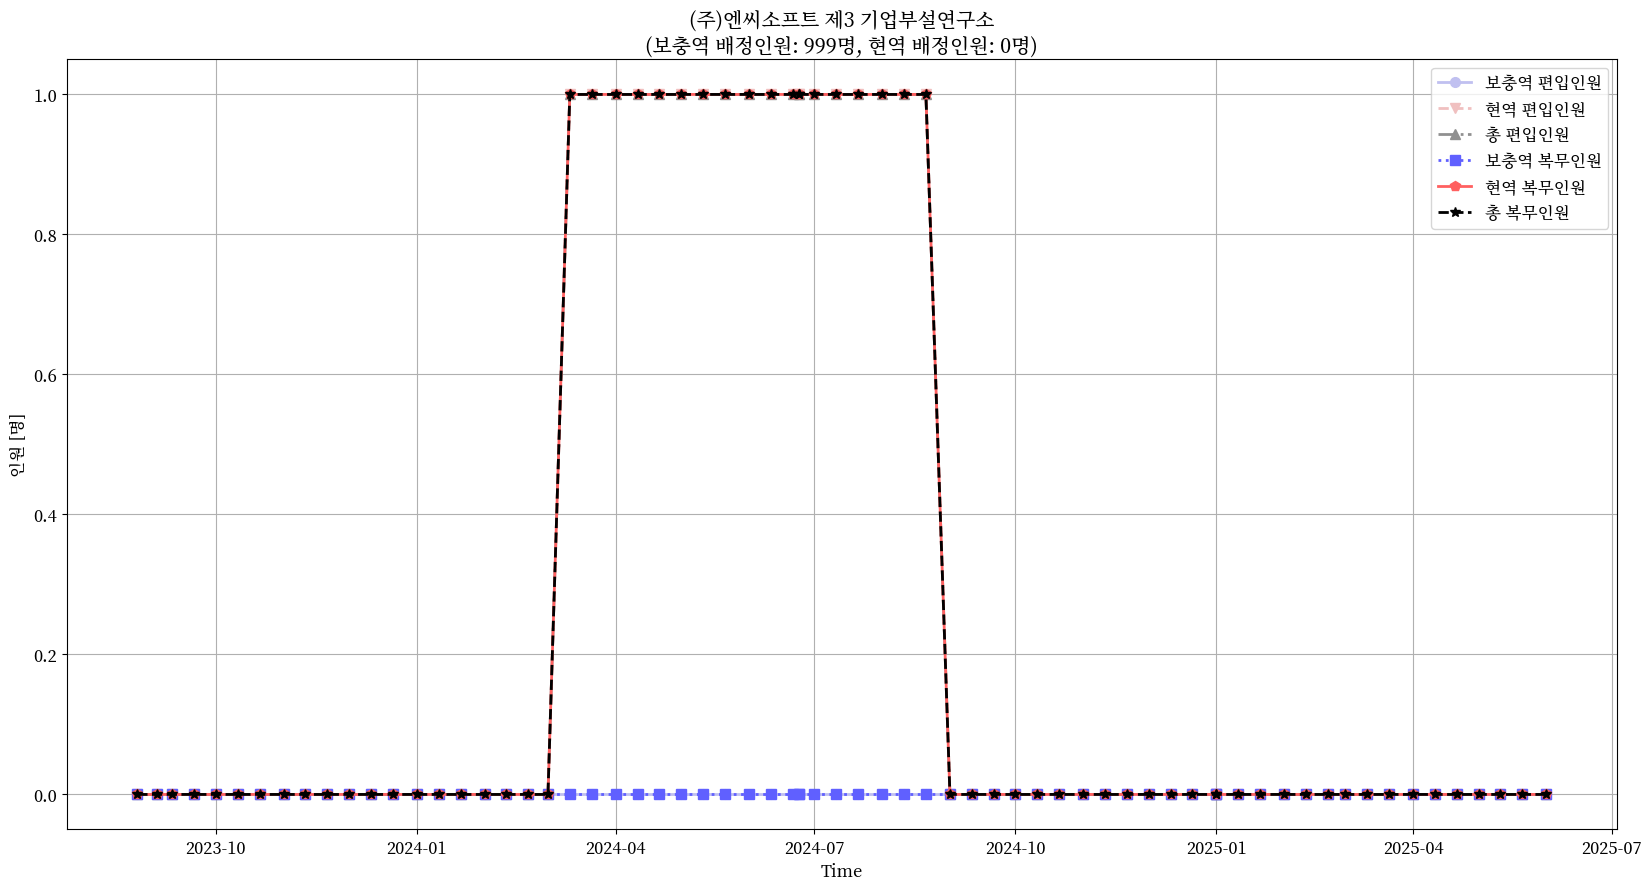 (주)엔씨소프트 제3 기업부설연구소
(보충역 배정인원: 999명, 현역 배정인원: 0명)
보충역 편입인원
현역 편입인원
총 편입인원
보충역 복무인원
현역 복무인원
총 복무인원
인원 [명]
1.0
0.8
0.6
0.4
0.2
0.0
2023-10
2024-01
2024-04
2024-07
2024-10
2025-01
2025-04
2025-07
Time